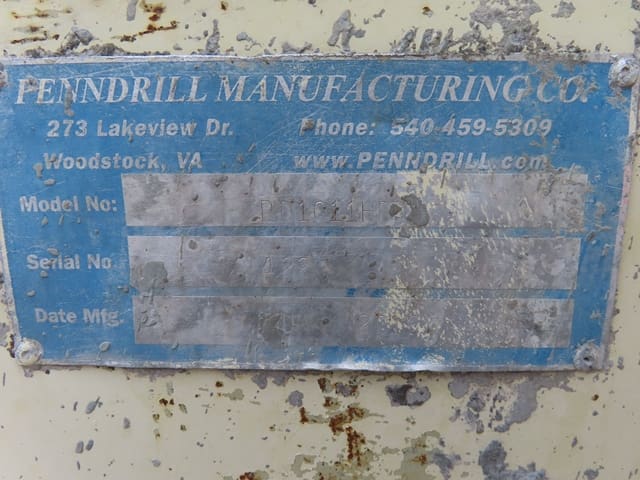 PENNDRILL MANUFACTURING CO.
273 Lakeview Dr. Phone: 540-459-5309
Woodstock, VA www.PENNDRILL.com
Model No:
Serial No.
Date Mfg.